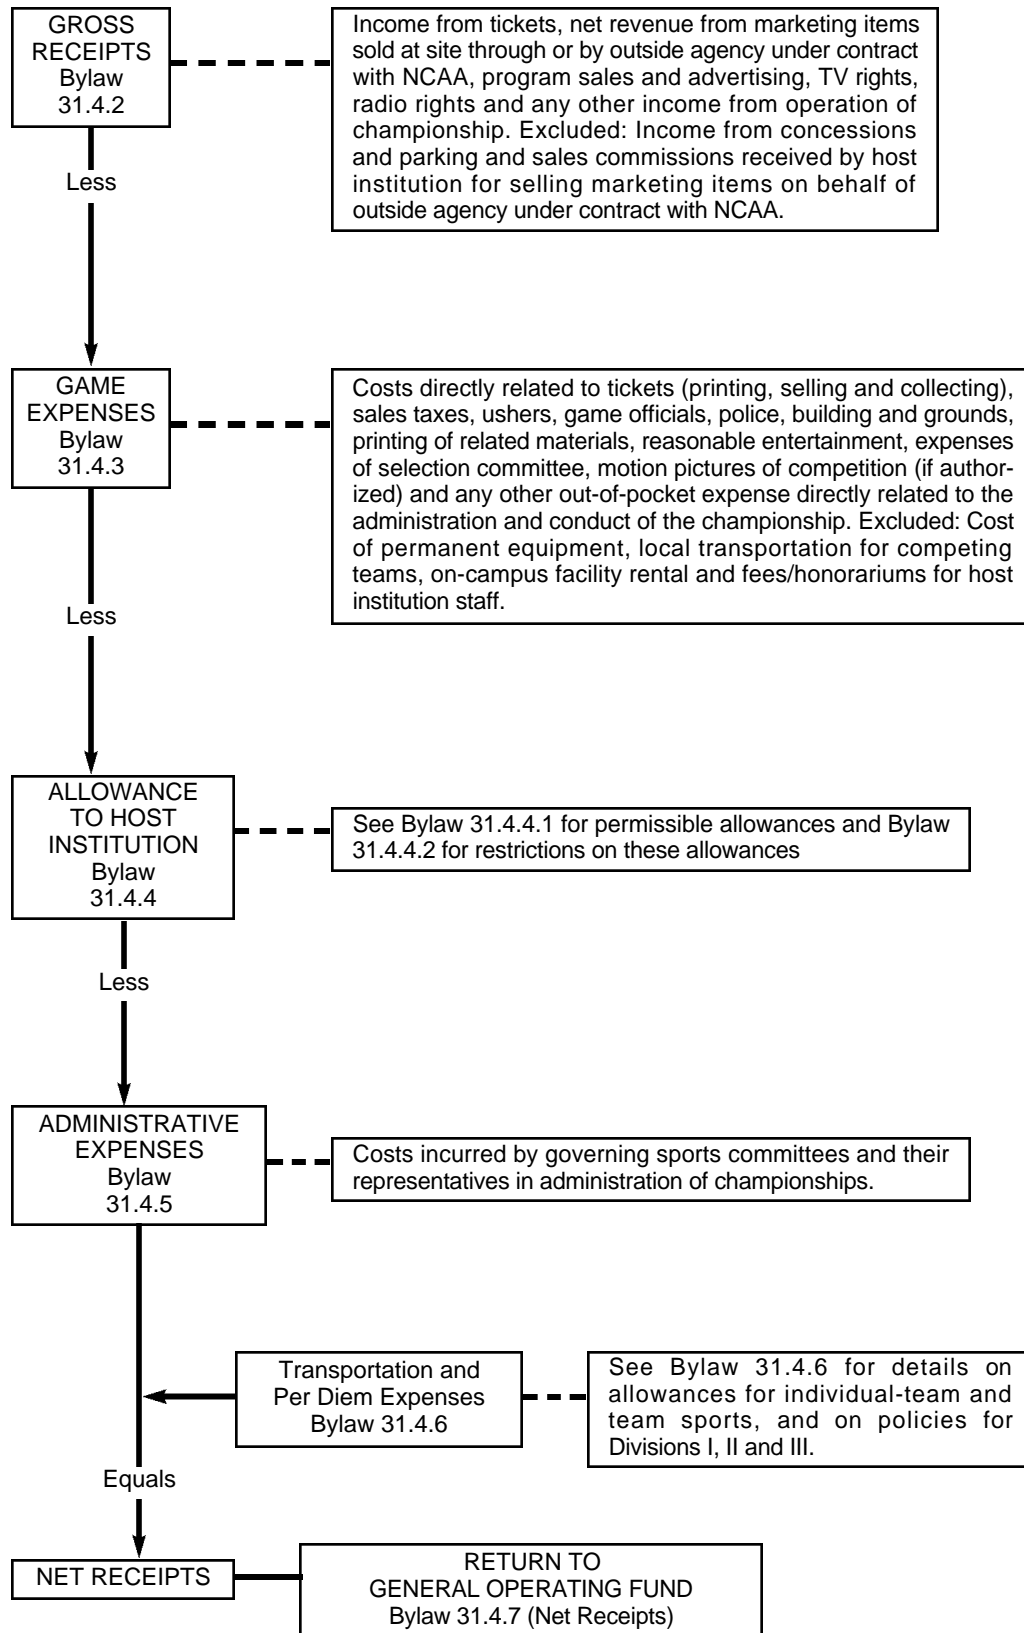 GROSS
RECEIPTS
Bylaw
31.4.2
Income from tickets, net revenue from marketing items
sold at site through or by outside agency under contract
with NCAA, program sales and advertising, TV rights,
radio rights and any other income from operation of
championship. Excluded: Income from concessions
and parking and sales commissions received by host
institution for selling marketing items on behalf of
outside agency under contract with NCAA.
Less
GAME
EXPENSES
Bylaw
31.4.3
Costs directly related to tickets (printing, selling and collecting),
sales taxes, ushers, game officials, police, building and grounds,
printing of related materials, reasonable entertainment, expenses
of selection committee, motion pictures of competition (if author-
ized) and any other out-of-pocket expense directly related to the
administration and conduct of the championship. Excluded: Cost
of permanent equipment, local transportation for competing
teams, on-campus facility rental and fees/honorariums for host
institution staff.
Less
ALLOWANCE
TO HOST
INSTITUTION
Bylaw
31.4.4
See Bylaw 31.4.4.1 for permissible allowances and Bylaw
31.4.4.2 for restrictions on these allowances
Less
ADMINISTRATIVE
EXPENSES
Bylaw
31.4.5
Costs incurred by governing sports committees and their
representatives in administration of championships.
Transportation and
Per Diem Expenses
Bylaw 31.4.6
See Bylaw 31.4.6 for details on
allowances for individual-team and
team sports, and on policies for
Divisions I, II and III.
Equals
NET RECEIPTS
RETURN TO
GENERAL OPERATING FUND
Bylaw 31.4.7 (Net Receipts)